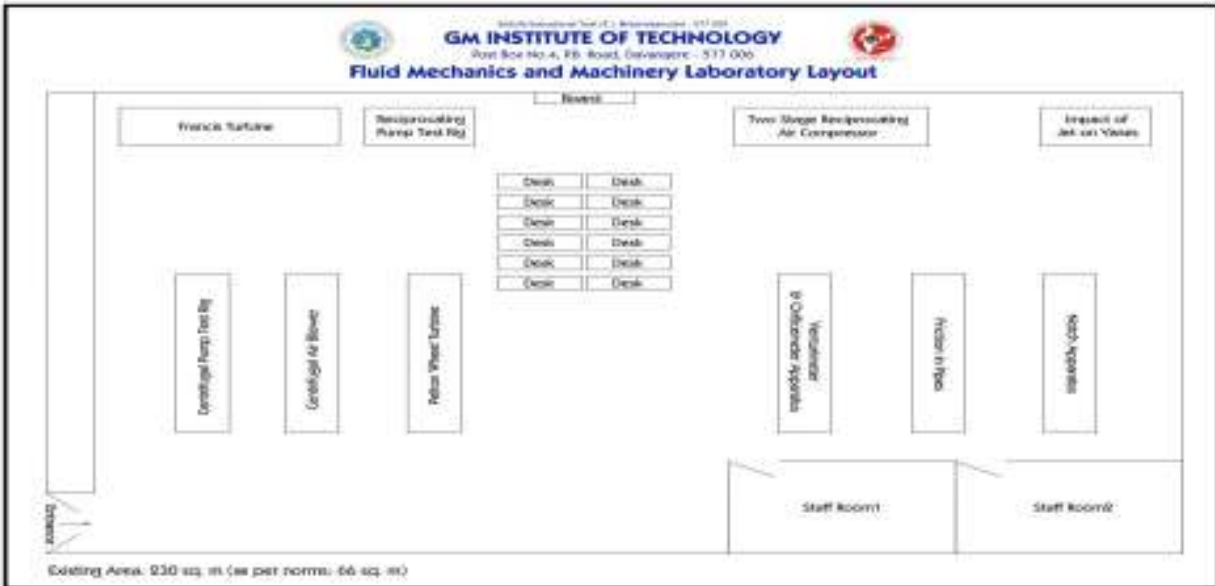 GM INSTITUTE OF TECHNOLOGY
Post Box No.4, P.B. Road, Davangere - 577 006
Fluid Mechanics and Machinery Laboratory Layout
Francis Turbine
Reciprocating
Pump Test Rig
Two Stage Reciprocating
Air Compressor
Impact of
Jet on Vanes
Desk Desk
Desk Desk
Desk Desk
Desk Desk
Desk Desk
Desk Desk
Centrifugal Pump Test Rig
Centrifugal Air Blower
Pelton Wheel Turbine
Venturimeter
& Orificemeter Apparatus
Friction in Pipes
Notch Apparatus
Staff Room1
Staff Room2
Entrance
Existing Area: 230 sq. m (as per norms: 66 sq. m)